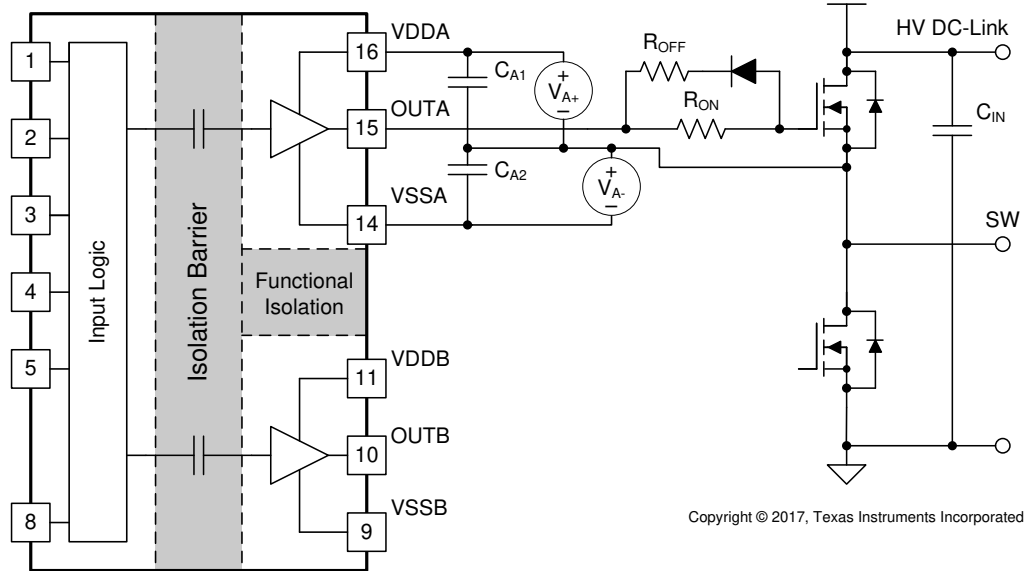 1
2
3
4
5
8
Input Logic
Isolation Barrier
Functional
Isolation
16
15
14
11
10
9
VDDA
OUTA
VSSA
VDDB
OUTB
VSSB
CA1
CA2
+
VA+
–
+
VA-
–
ROFF
RON
CIN
HV DC-Link
SW
Copyright © 2017, Texas Instruments Incorporated